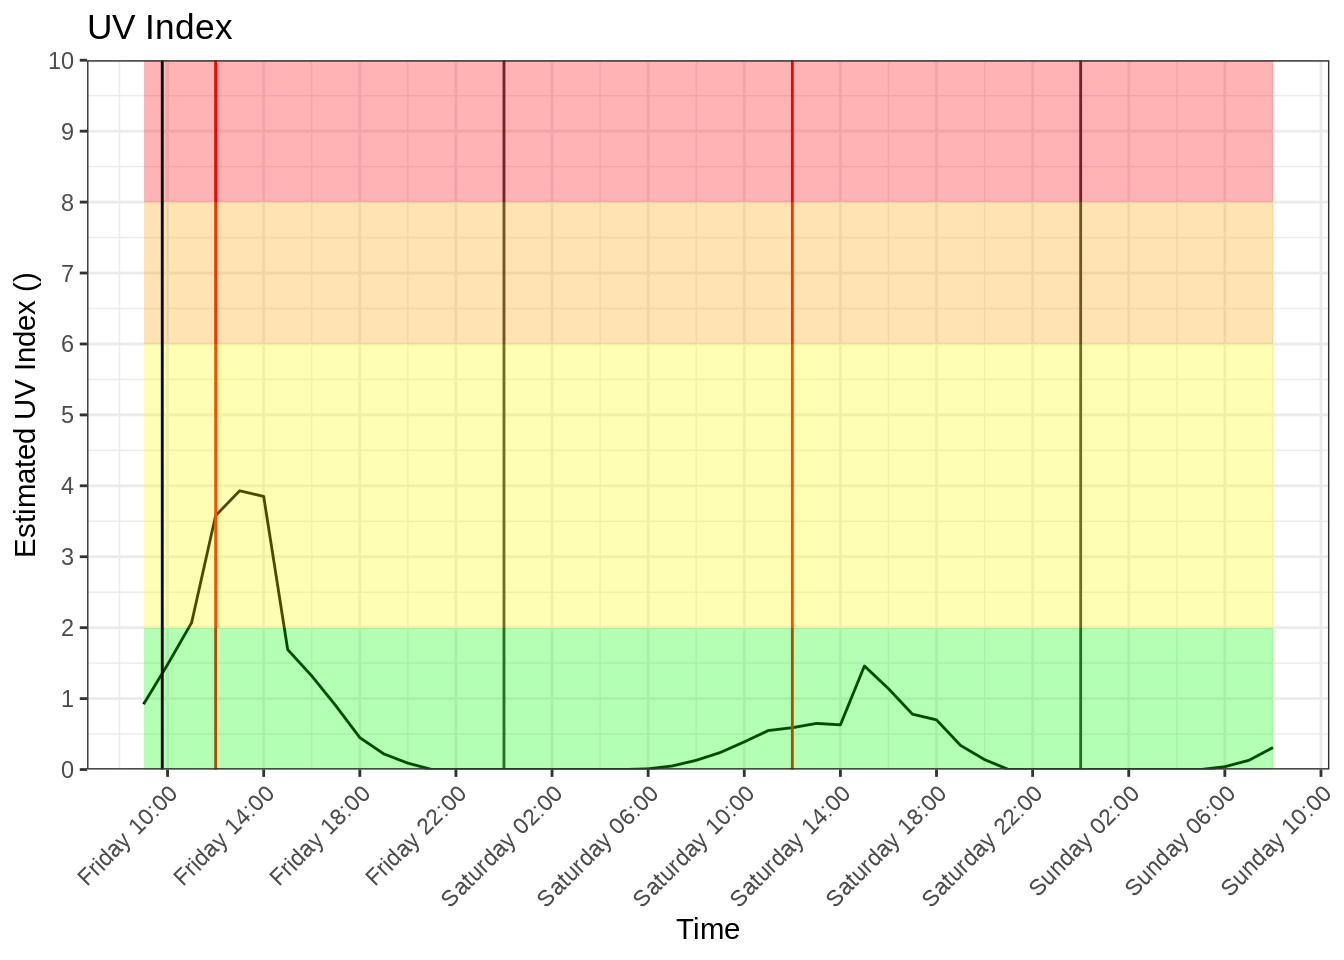 UV Index
Estimated UV Index ()
10
9
8
7
6
5
4
3
2
1
0
Friday 10:00
Friday 14:00
Friday 18:00
Friday 22:00
Saturday 02:00
Saturday 06:00
Saturday 10:00
Saturday 14:00
Saturday 18:00
Saturday 22:00
Sunday 02:00
Sunday 06:00
Sunday 10:00
Time